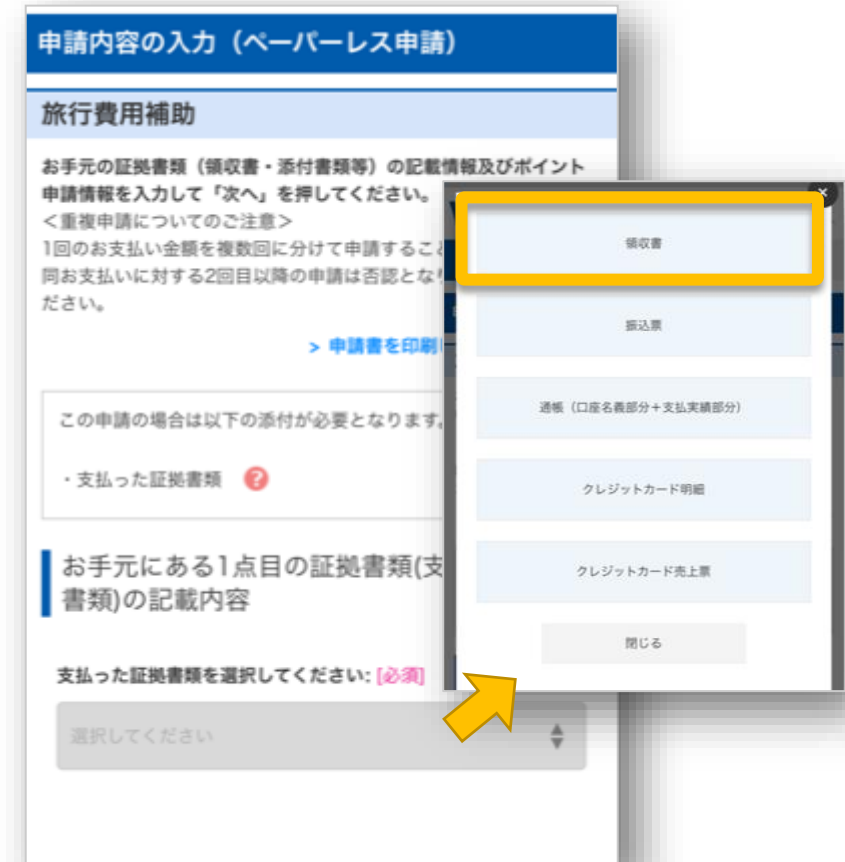 申請内容の入力（ペーパーレス申請）
旅行費用補助
お手元の証拠書類（領収書・添付書類等）の記載情報及びポイント
申請情報を入力して「次へ」を押してください。
＜重複申請についてのご注意＞
1回のお支払い金額を複数回に分けて申請するこ
同お支払いに対する2回目以降の申請は否認とな
ださい。
> 申請書を印刷
この申請の場合は以下の添付が必要となります。
・支払った証拠書類 ?
お手元にある1点目の証拠書類(支
書類)の記載内容
支払った証拠書類を選択してください: [必須]
選択してください
×
領収書
振込票
通帳（口座名義部分＋支払実績部分）
クレジットカード明細
クレジットカード売上票
閉じる